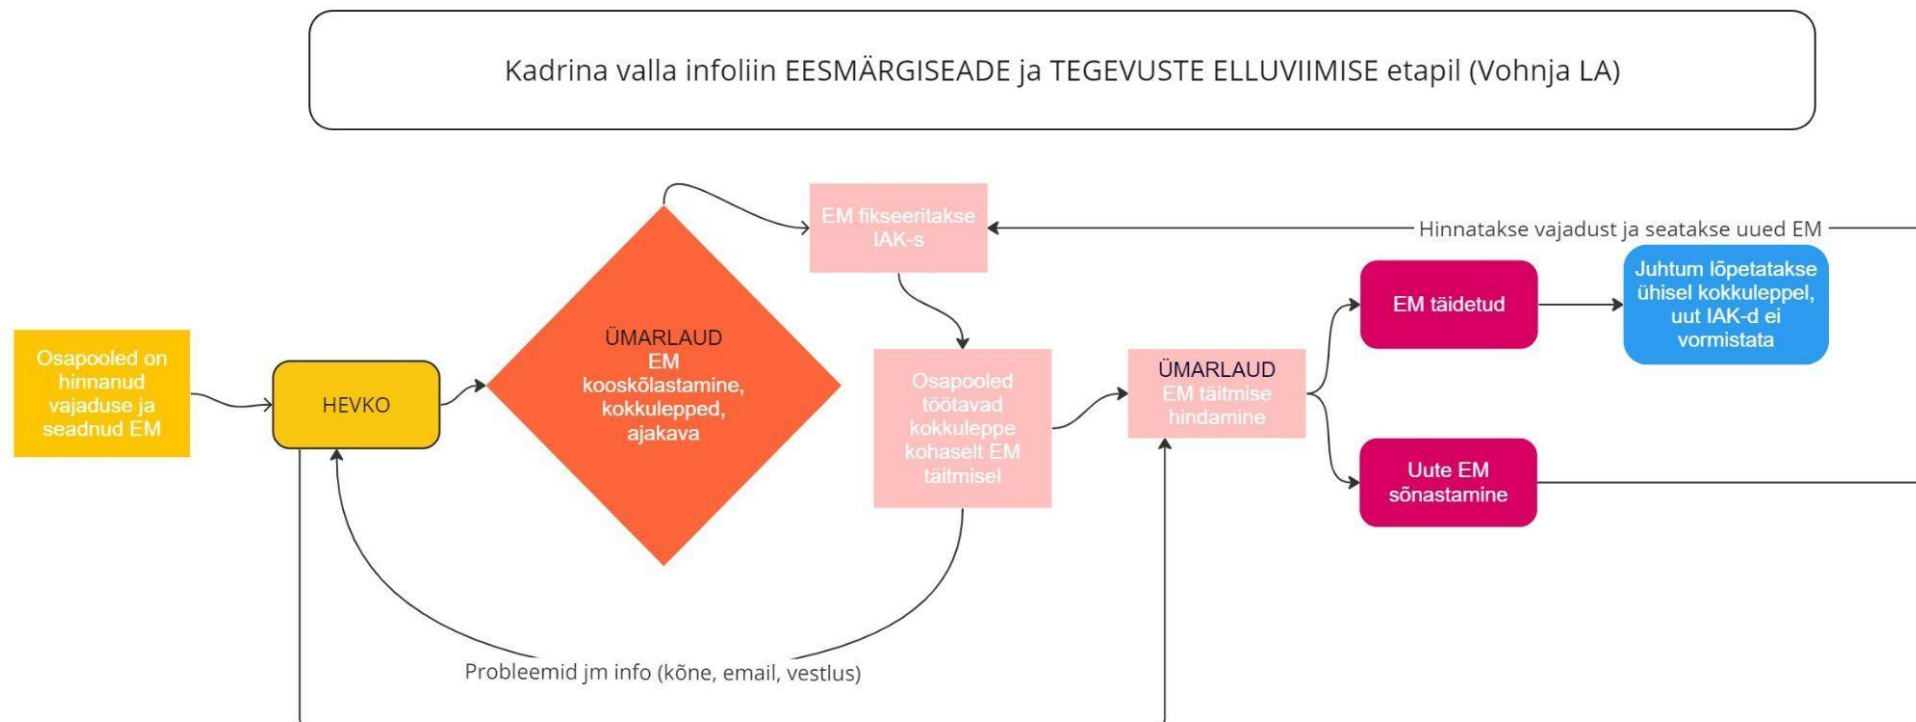 Kadrina valla infoliin EESMÄRGISEADE ja TEGEVUSTE ELLUVIIMISE etapil (Vohnja LA)
Osapooled on
hinnanud
vajaduse ja
seadnud EM
HEVKO
ÜMARLAUD
EM
kooskõlastamine,
kokkulepped,
ajakava
EM fikseeritakse
IAK-s
Osapooled
töötavad
kokkuleppe
kohaselt EM
täitmisel
ÜMARLAUD
EM täitmise
hindamine
Hinnatakse vajadust ja seatakse uued EM
EM täidetud
Juhtum lõpetatakse
ühisel kokkuleppel,
uut IAK-d ei
vormistata
Uute EM
sõnastamine
Probleemid jm info (kõne, email, vestlus)